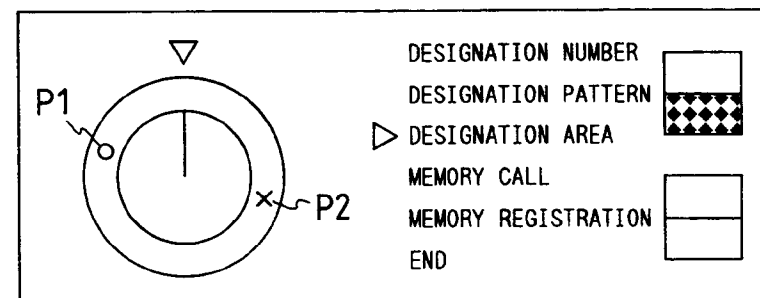 P1
P2
DESIGNATION NUMBER
DESIGNATION PATTERN
DESIGNATION AREA
MEMORY CALL
MEMORY REGISTRATION
END